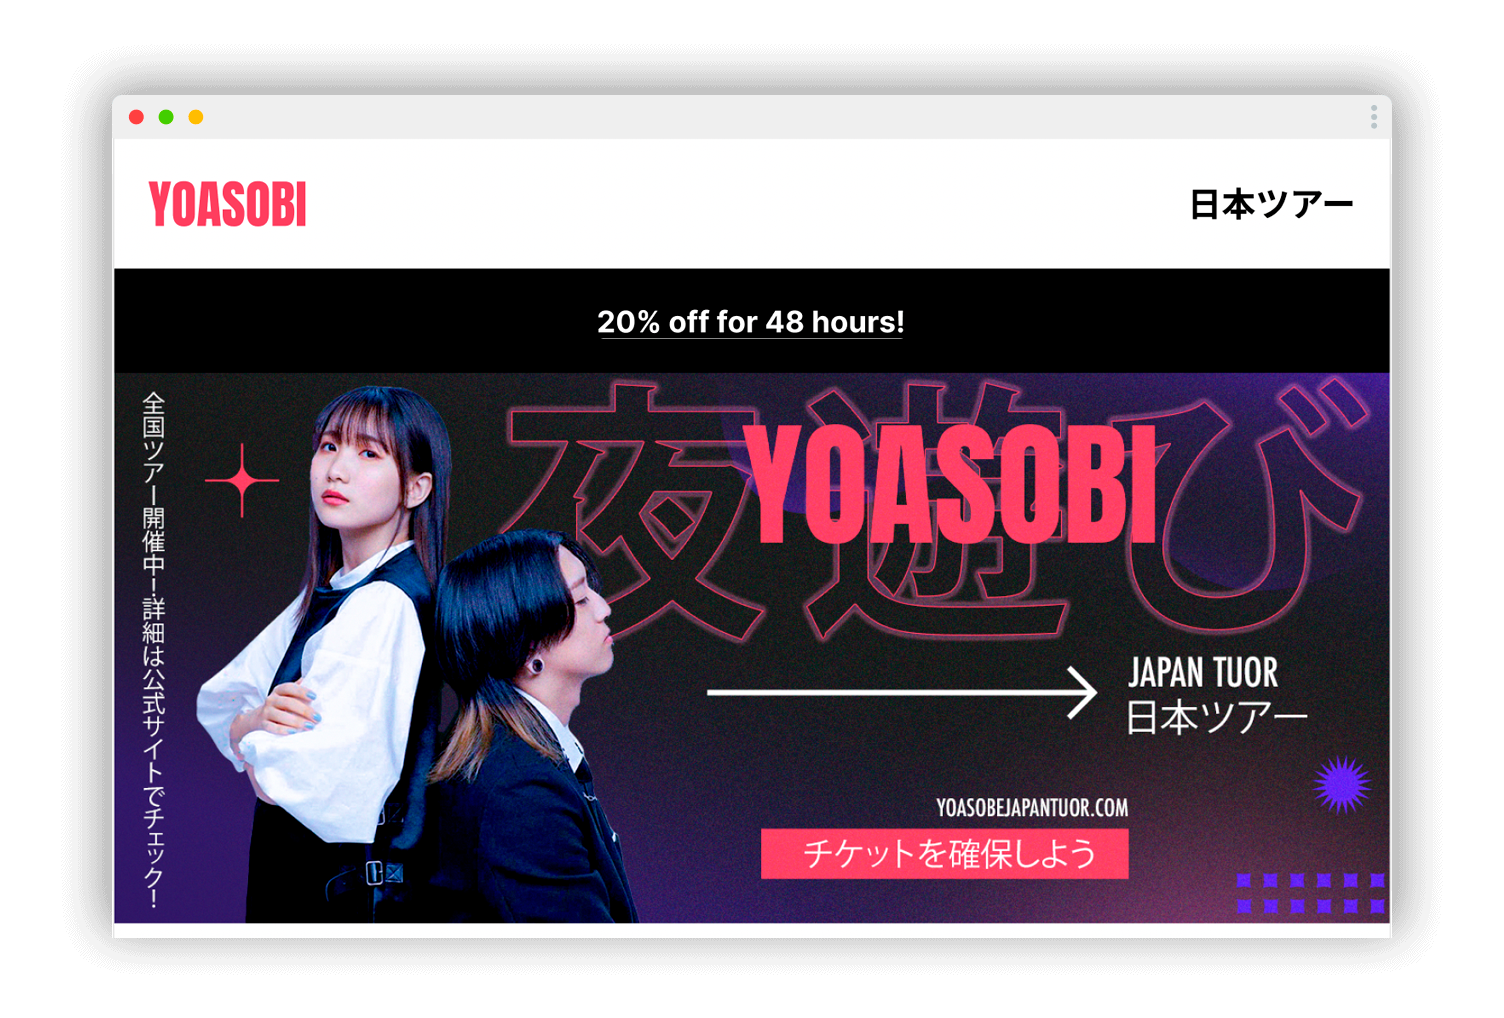 YOASOBI
日本ツアー
20% off for 48 hours!
全国ツアー開催中！詳細は公式サイトでチェック！
夜遊び
YOASOBI
JAPAN TUOR
日本ツアー
YOASOBEJAPANTUOR.COM
チケットを確保しよう